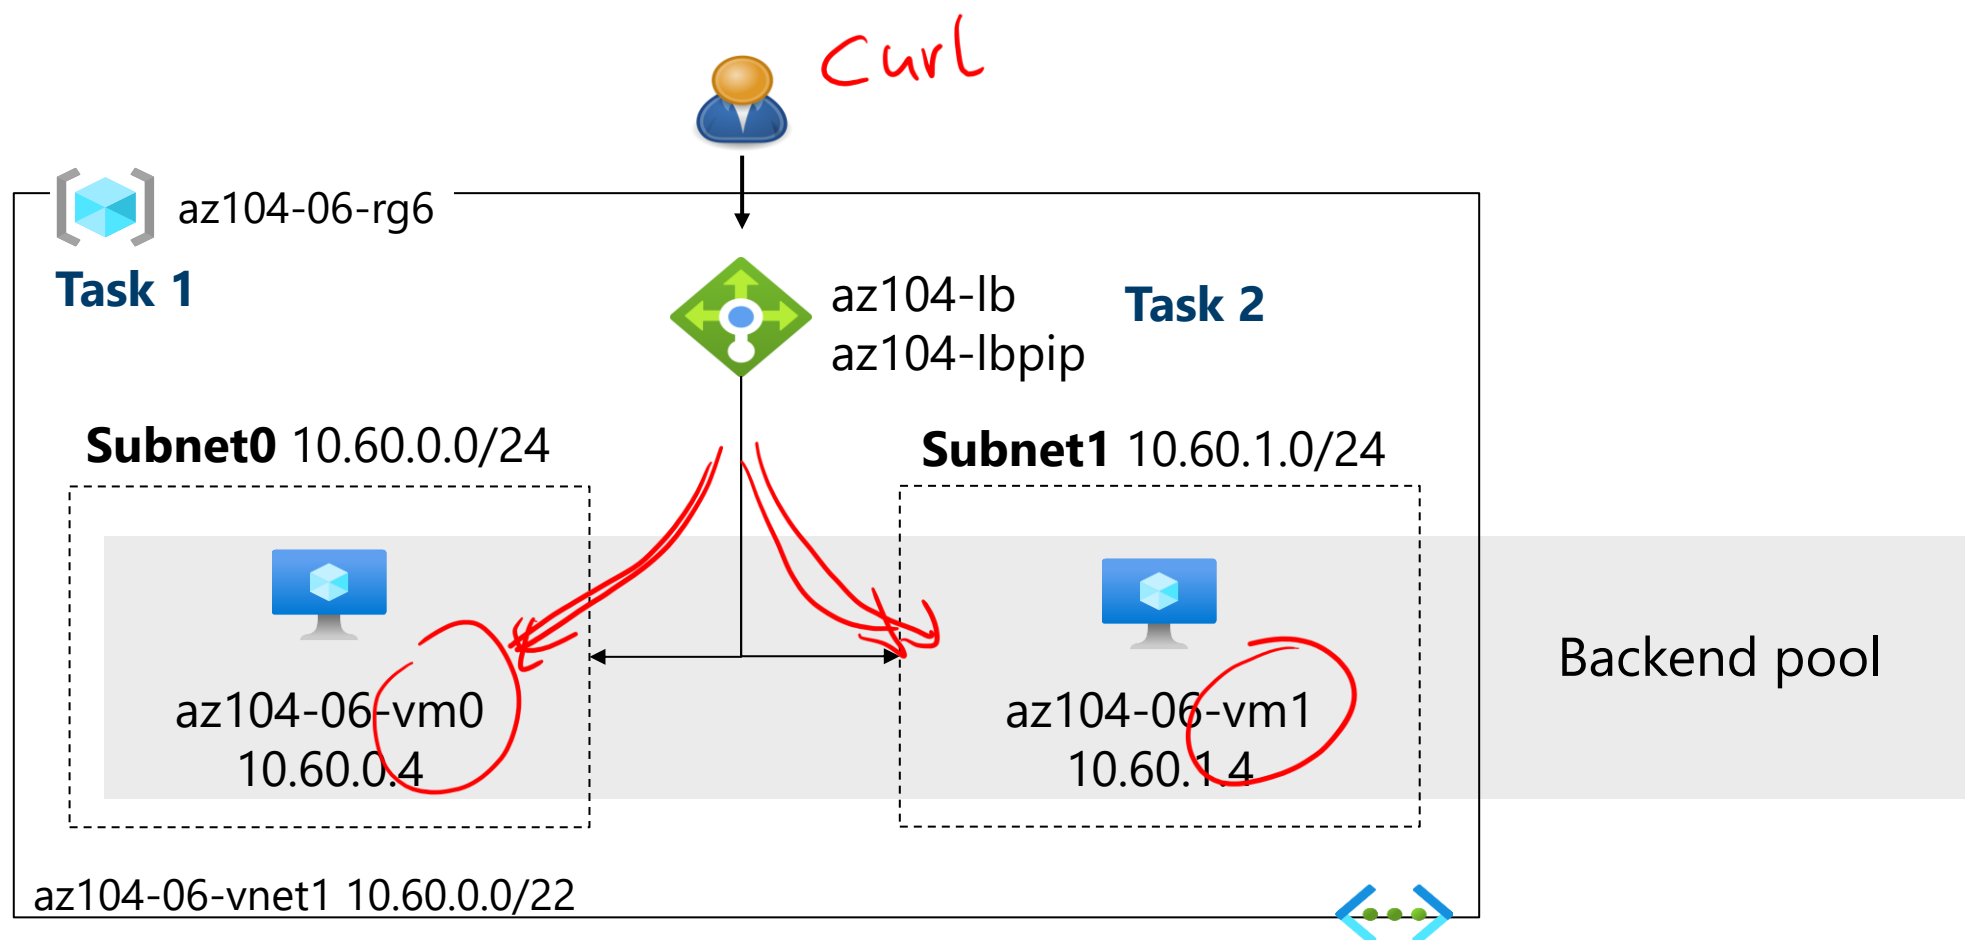 Curl
az104-06-rg6
Task 1
az104-lb
az104-lbpip
Task 2
Subnet0 10.60.0.0/24
Subnet1 10.60.1.0/24
az104-06-vm0
10.60.0.4
az104-06-vm1
10.60.1.4
Backend pool
az104-06-vnet1 10.60.0.0/22